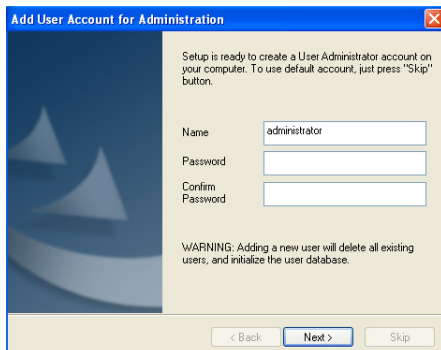 Add User Account for Administration
Setup is ready to create a User Administrator account on
your computer. To use default account, just press "Skip"
button.
Name
administrator
Password
Confirm
Password
WARNING: Adding a new user will delete all existing
users, and initialize the user database.
< Back
Next >
Skip